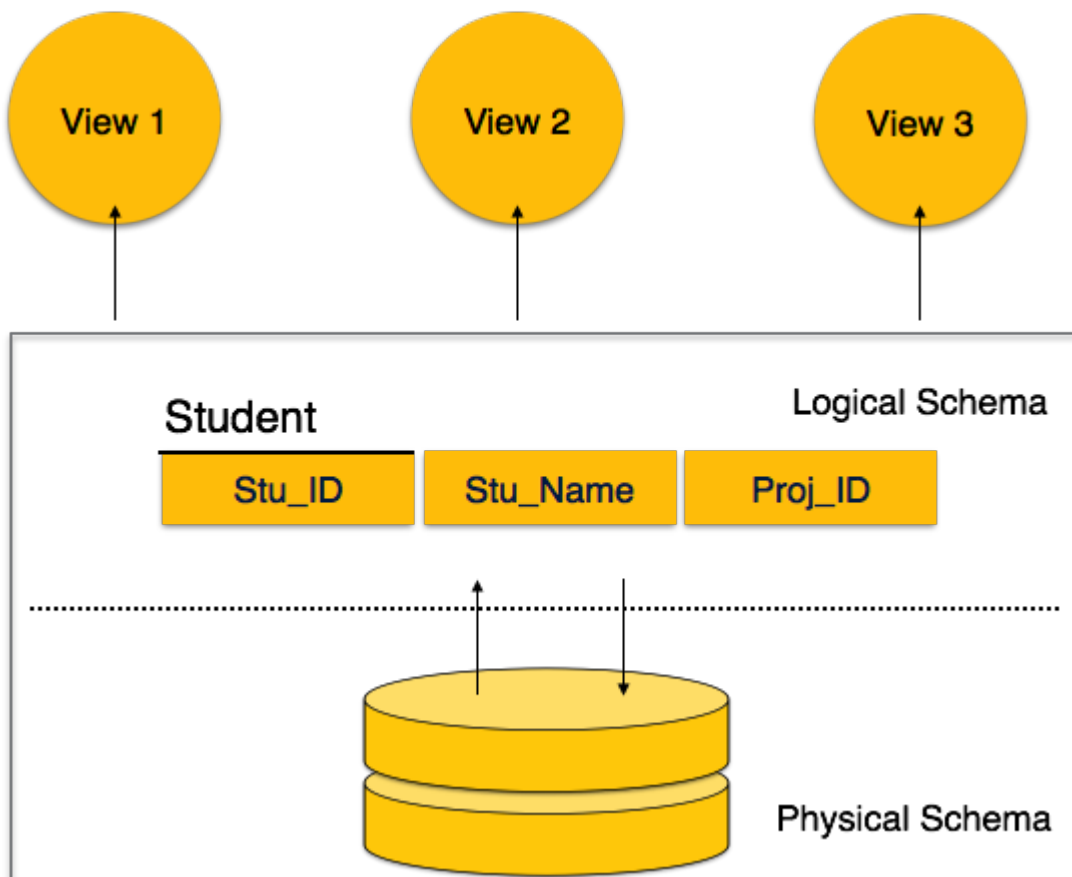 View 1
View 2
View 3
Logical Schema
Student
Stu_ID
Stu_Name
Proj_ID
Physical Schema